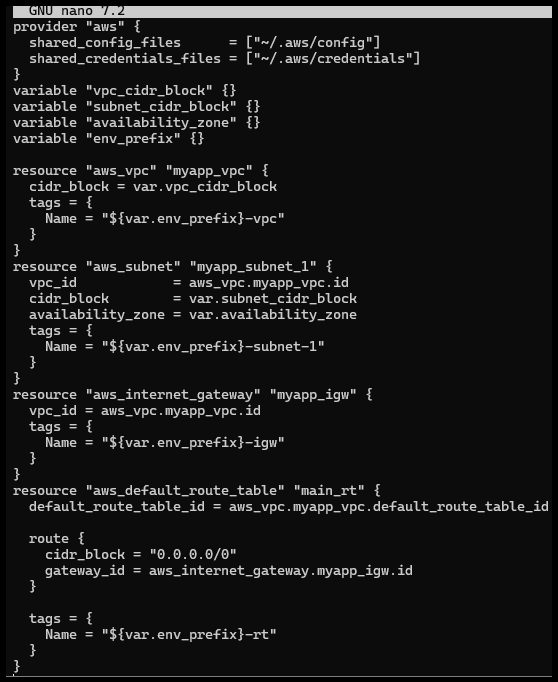 GNU nano 7.2
provider "aws" {
  shared_config_files      = ["~/.aws/config"]
  shared_credentials_files = ["~/.aws/credentials"]
}
variable "vpc_cidr_block" {}
variable "subnet_cidr_block" {}
variable "availability_zone" {}
variable "env_prefix" {}

resource "aws_vpc" "myapp_vpc" {
  cidr_block = var.vpc_cidr_block
  tags = {
    Name = "${var.env_prefix}-vpc"
  }
}
resource "aws_subnet" "myapp_subnet_1" {
  vpc_id            = aws_vpc.myapp_vpc.id
  cidr_block        = var.subnet_cidr_block
  availability_zone = var.availability_zone
  tags = {
    Name = "${var.env_prefix}-subnet-1"
  }
}
resource "aws_internet_gateway" "myapp_igw" {
  vpc_id = aws_vpc.myapp_vpc.id
  tags = {
    Name = "${var.env_prefix}-igw"
  }
}
resource "aws_default_route_table" "main_rt" {
  default_route_table_id = aws_vpc.myapp_vpc.default_route_table_id

  route {
    cidr_block = "0.0.0.0/0"
    gateway_id = aws_internet_gateway.myapp_igw.id
  }

  tags = {
    Name = "${var.env_prefix}-rt"
  }
}